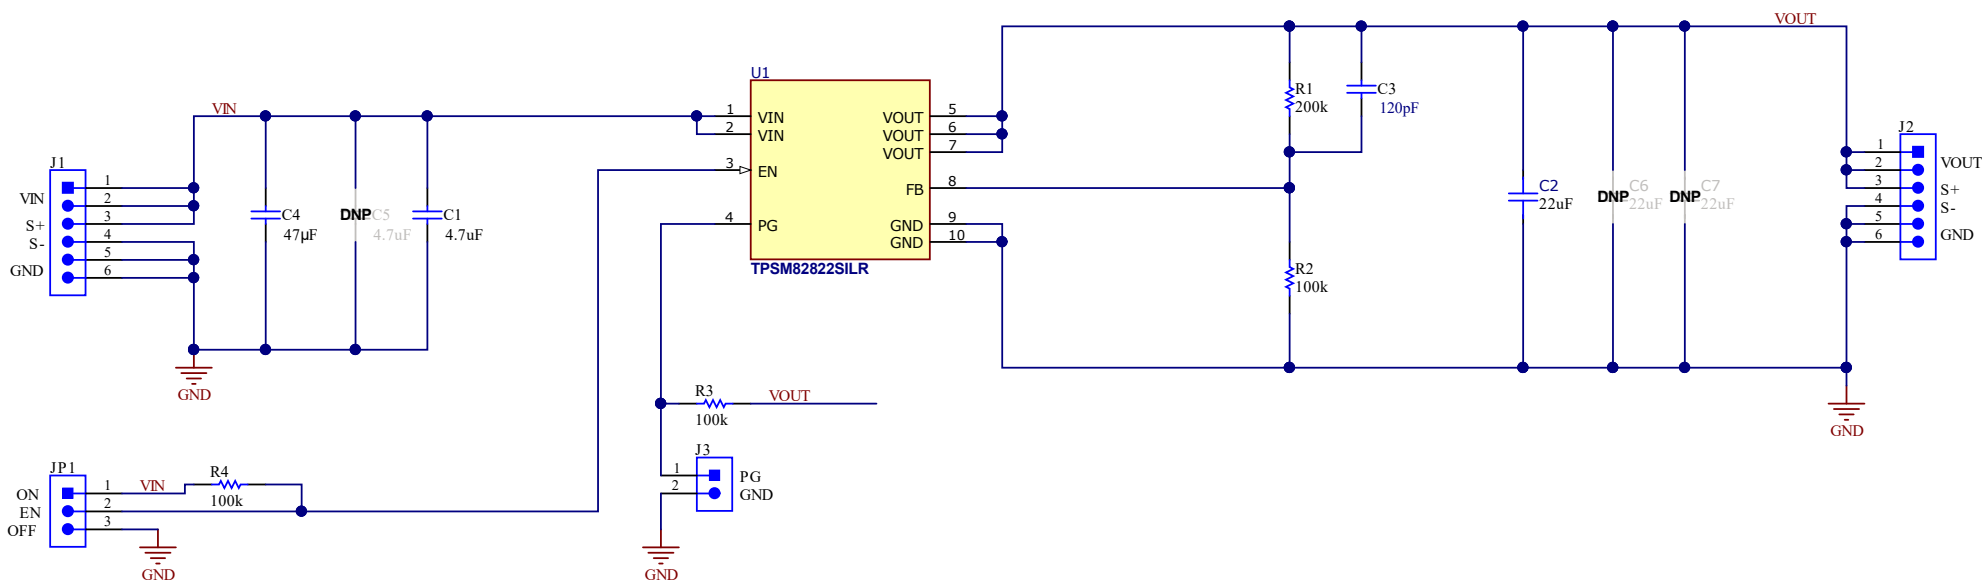 VOUT
U1
VIN
1
VIN
2
VIN
3
EN
4
PG
VOUT
5
VOUT
6
VOUT
7
FB
8
GND
9
GND
10
TPSM82822SILR
R1
200k
C3
120pF
R2
100k
C2
22uF
DNP
C6
22uF
DNP
C7
22uF
J2
1
2
3
4
5
6
VOUT
S+
S-
GND
GND
J1
VIN
S+
S-
GND
1
2
3
4
5
6
C4
47µF
DNP
C5
4.7uF
C1
4.7uF
GND
R3
100k
VOUT
J3
1
2
PG
GND
GND
JP1
ON
EN
OFF
1
2
3
VIN
R4
100k
GND